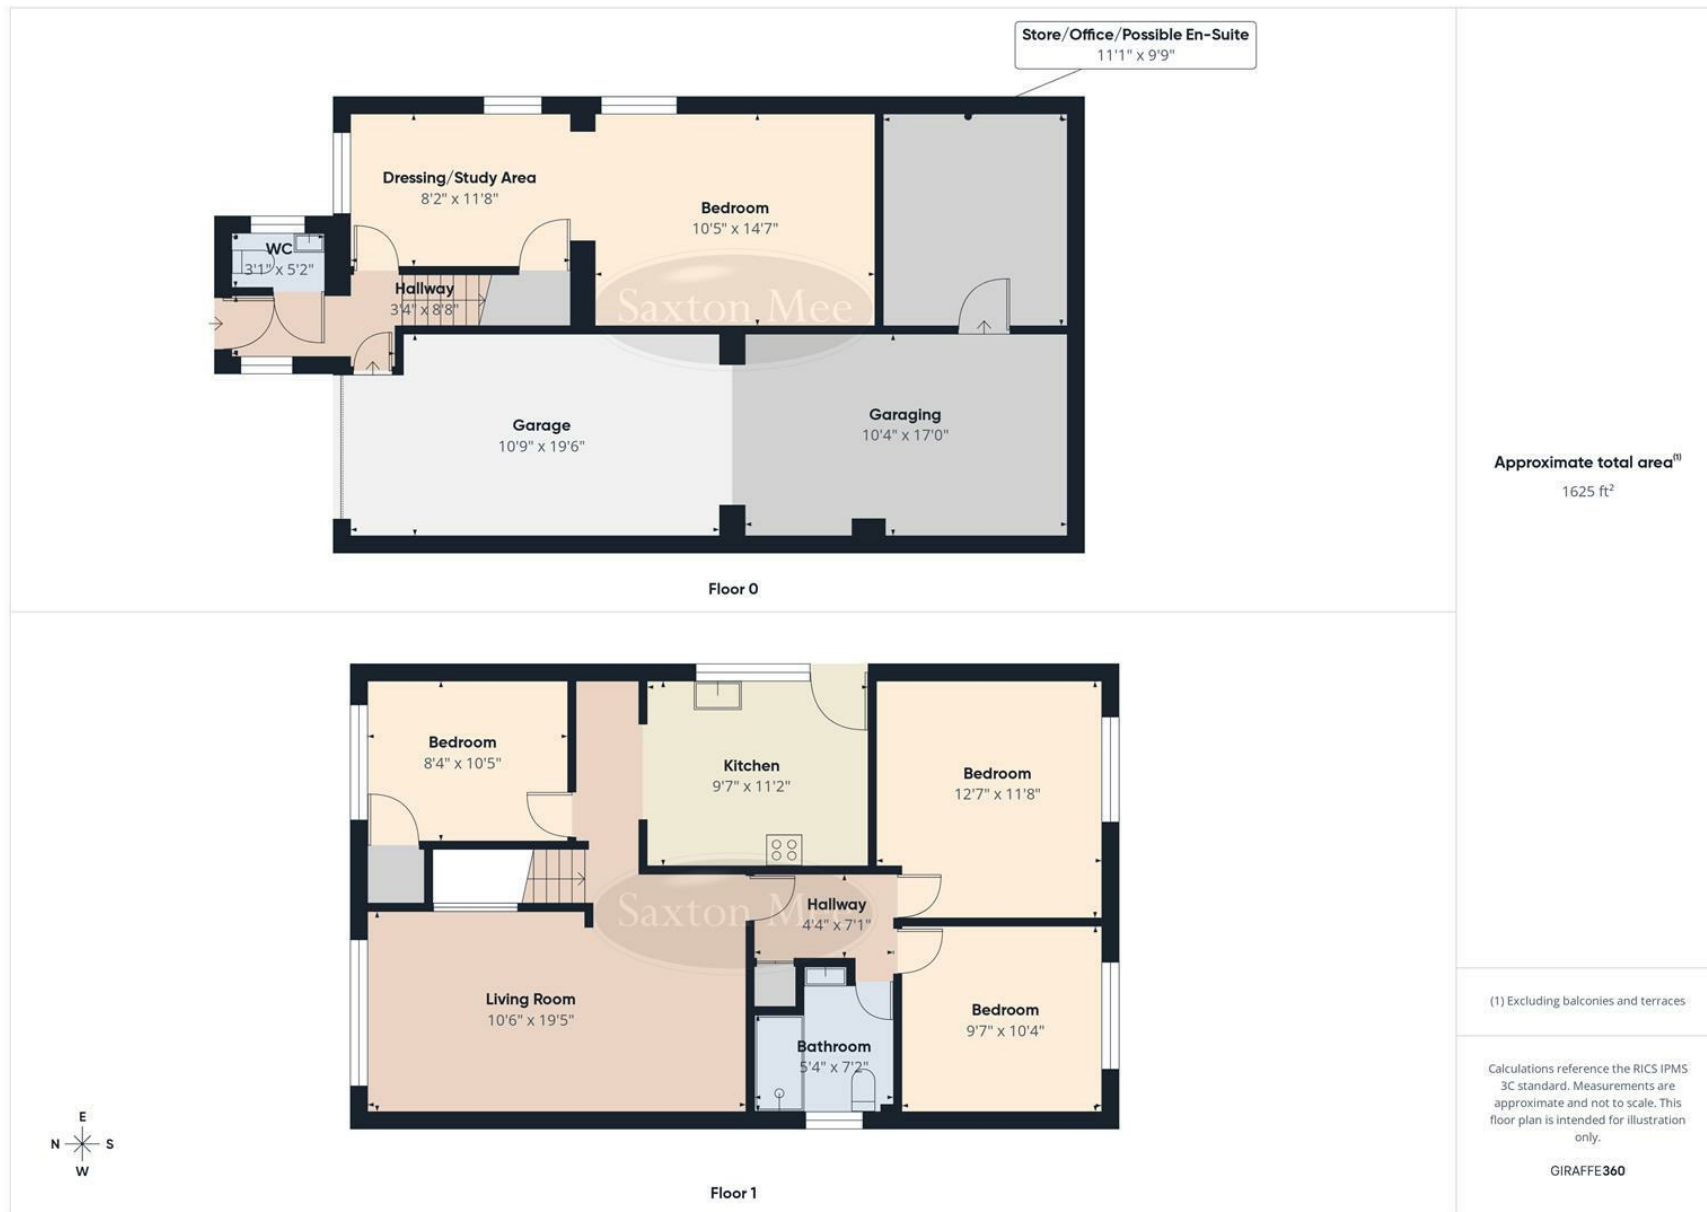 Store/Office/Possible En-Suite
11'1" x 9'9"
Dressing/Study Area
8'2" x 11'8"
Bedroom
10'5" x 14'7"
WC
3'1" x 5'2"
Hallway
3'4" x 8'8"
Saxton Mee
Garage
10'9" x 19'6"
Garaging
10'4" x 17'0"
Floor 0
Bedroom
8'4" x 10'5"
Kitchen
9'7" x 11'2"
Bedroom
12'7" x 11'8"
Saxton Mee
Hallway
4'4" x 7'1"
Living Room
10'6" x 19'5"
Bathroom
5'4" x 7'2"
Bedroom
9'7" x 10'4"
E
N S
W
Floor 1
Approximate total area(1)
1625 ft²
(1) Excluding balconies and terraces
Calculations reference the RICS IPMS
3C standard. Measurements are
approximate and not to scale. This
floor plan is intended for illustration
only.
GIRAFFE360